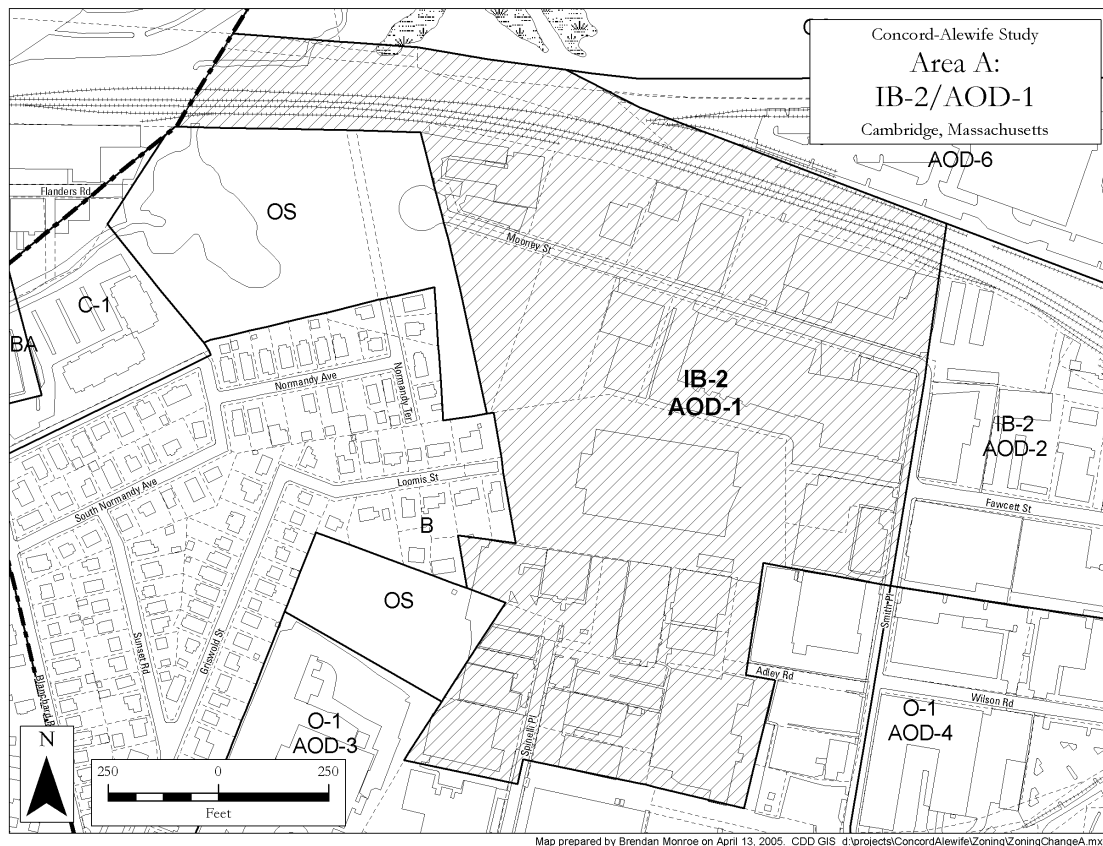 Concord-Alewife Study
Area A:
IB-2/AOD-1
Cambridge, Massachusetts
AOD-6
Flanders Rd
OS
Mooney St
C-1
BA
Normandy Ave
Normandy Ter
IB-2
AOD-1
IB-2
AOD-2
Loomis St
South Normandy Ave
Fawcett St
B
OS
Smith Pl
Sunset Rd
Griswold St
Adley Rd
Blanchard R
Wilson Rd
O-1
AOD-3
O-1
AOD-4
Spinelli Pl
N
250 0 250
Feet
Map prepared by Brendan Monroe on April 13, 2005. CDD GIS d:\projects\ConcordAlewife\Zoning\ZoningChangeA.mx